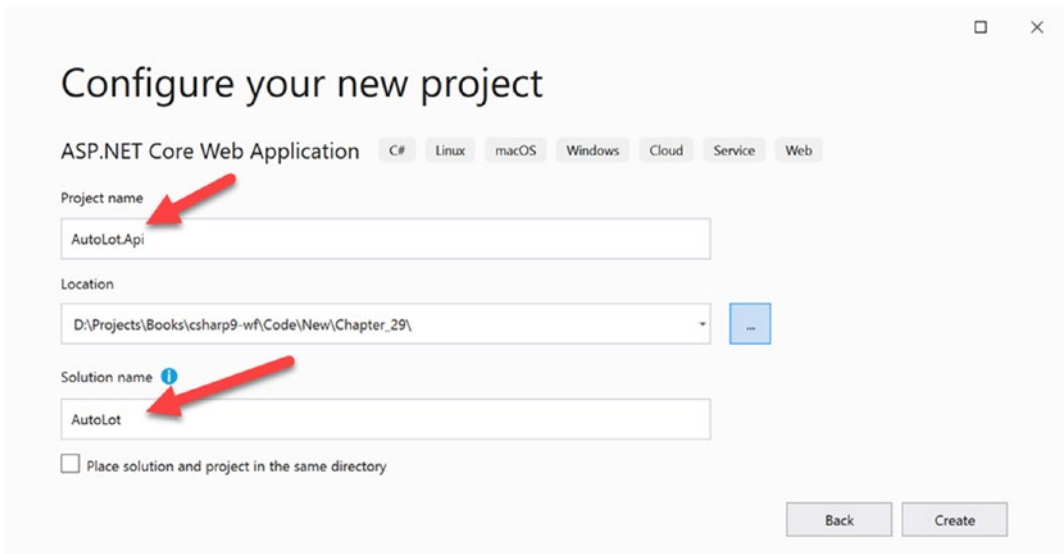 Configure your new project
ASP.NET Core Web Application C# Linux macOS Windows Cloud Service Web
Project name
AutoLot.Api
Location
D:\Projects\Books\csharp9-wf\Code\New\Chapter_29\
...
Solution name
AutoLot
Place solution and project in the same directory
Back Create